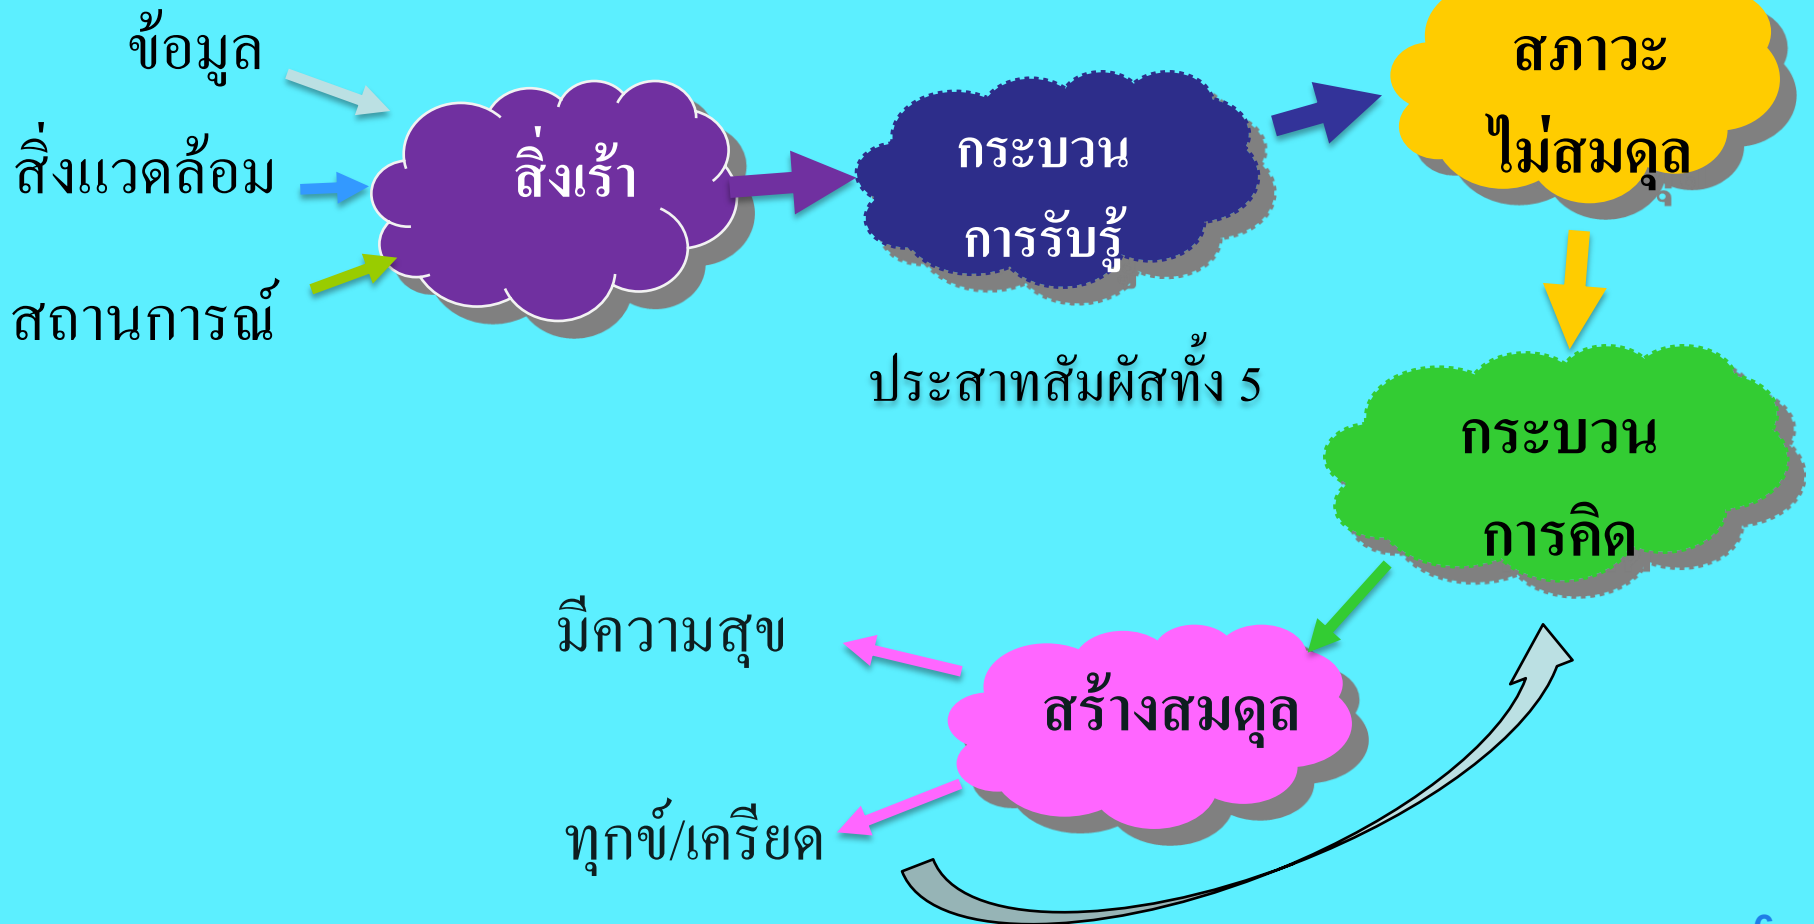 ข้อมูล
สิ่งแวดล้อม
สถานการณ์
สิ่งเร้า
กระบวน
การรับรู้
ประสาทสัมผัสทั้ง 5
สภาวะ
ไม่สมดุล
กระบวน
การคิด
สร้างสมดุล
มีความสุข
ทุกข์/เครียด